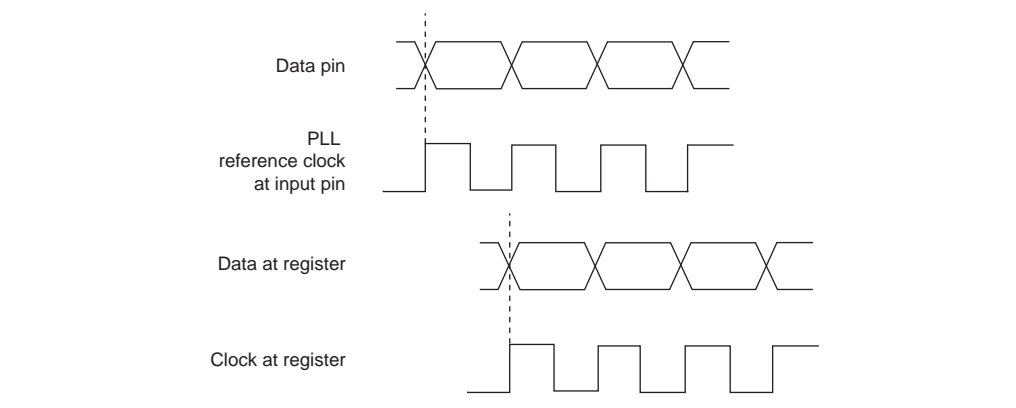 Data pin
PLL
reference clock
at input pin
Data at register
Clock at register